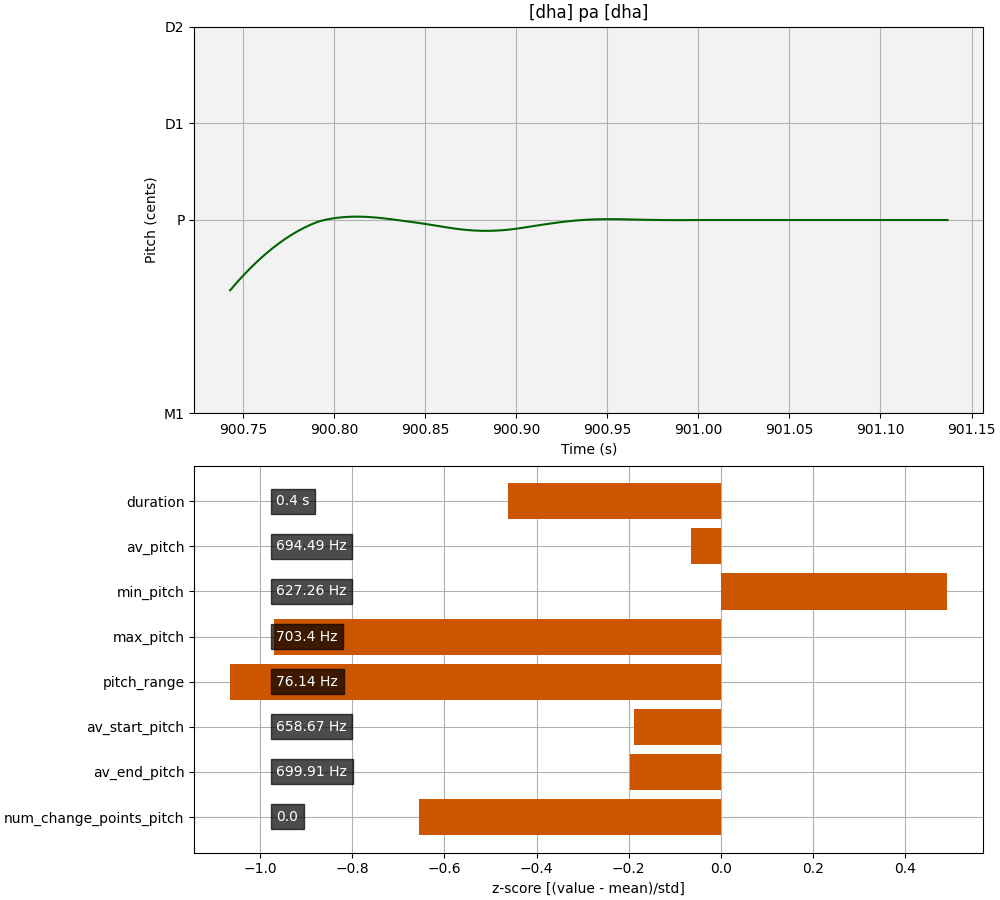 [dha] pa [dha]
D2
D1
P
M1
Pitch (cents)
900.75 900.80 900.85 900.90 900.95 901.00 901.05 901.10 901.15
Time (s)
duration 0.4 s
av_pitch 694.49 Hz
min_pitch 627.26 Hz
max_pitch 703.4 Hz
pitch_range 76.14 Hz
av_start_pitch 658.67 Hz
av_end_pitch 699.91 Hz
num_change_points_pitch 0.0
−1.0 −0.8 −0.6 −0.4 −0.2 0.0 0.2 0.4
z-score [(value - mean)/std]